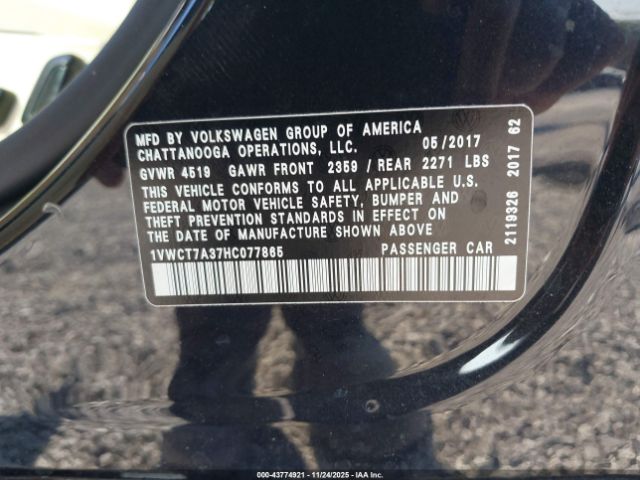 MFD BY VOLKSWAGEN GROUP OF AMERICA
CHATTANOOGA OPERATIONS, LLC. 05/2017
GVWR 4519 GAWR FRONT 2359 / REAR 2271 LBS
THIS VEHICLE CONFORMS TO ALL APPLICABLE U.S.
FEDERAL MOTOR VEHICLE SAFETY, BUMPER AND
THEFT PREVENTION STANDARDS IN EFFECT ON
THE DATE OF MANUFACTURE SHOWN ABOVE
1VWCT7A37HC077865 PASSENGER CAR
2119326 2017 62
000-43774921 - 11/24/2025 - IAA Inc.